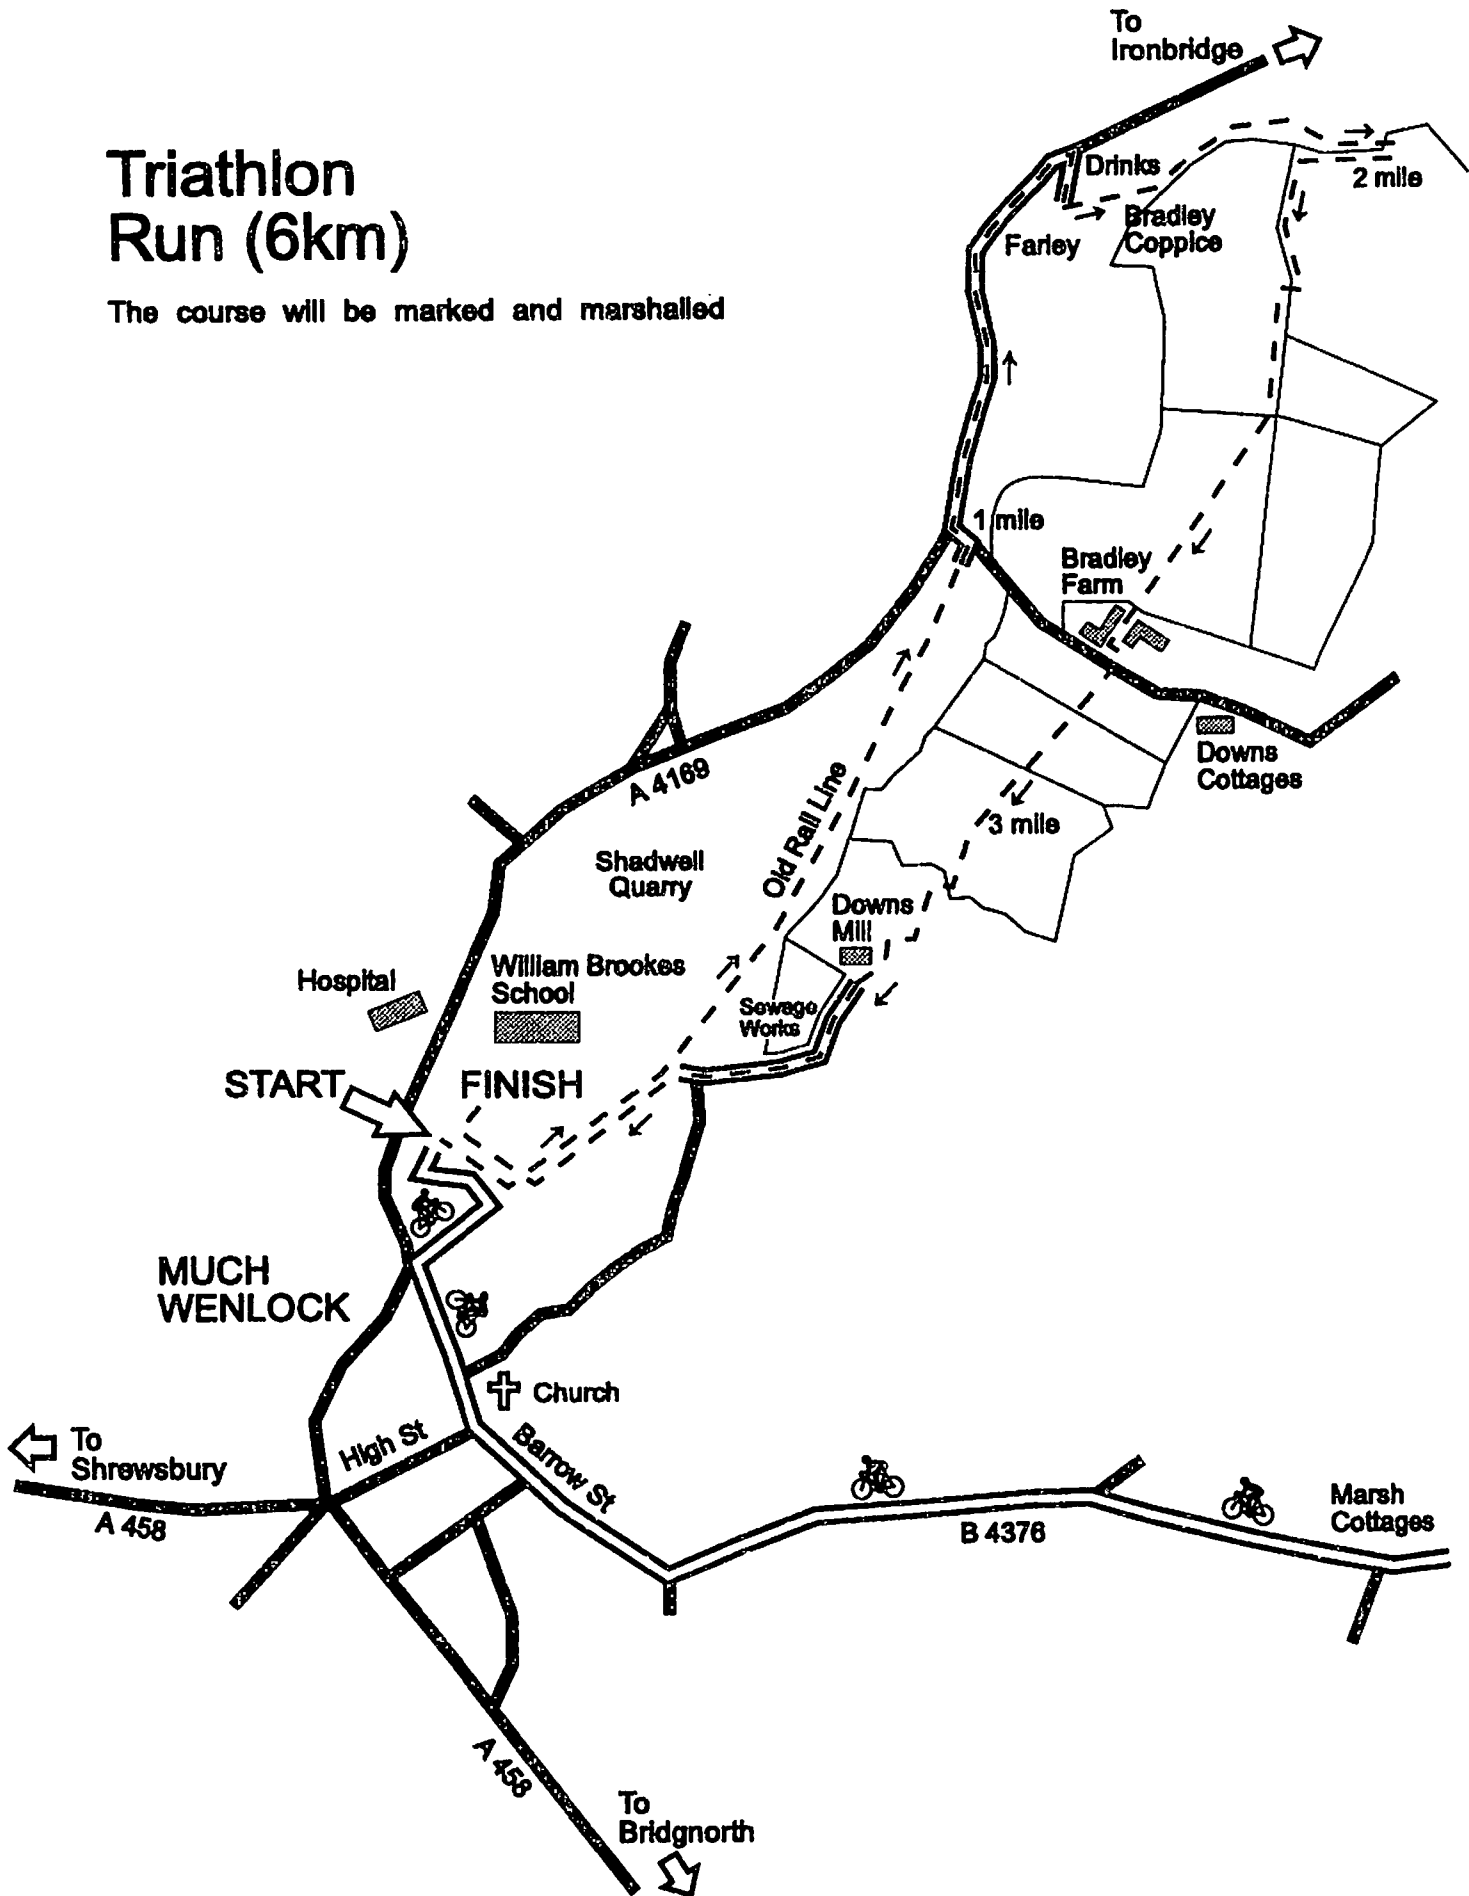 To
Ironbridge
Triathlon
Run (6km)
The course will be marked and marshalled
Drinks
2 mile
Bradley
Coppice
Farley
1 mile
Bradley
Farm
A 4169
Downs
Cottages
Old Rail Line
3 mile
Shadwell
Quarry
Downs
Mill
William Brookes
School
Hospital
Sewage
Works
START
FINISH
MUCH
WENLOCK
Church
To
Shrewsbury
High St
Barrow St
A 458
B 4376
Marsh
Cottages
A 458
To
Bridgnorth